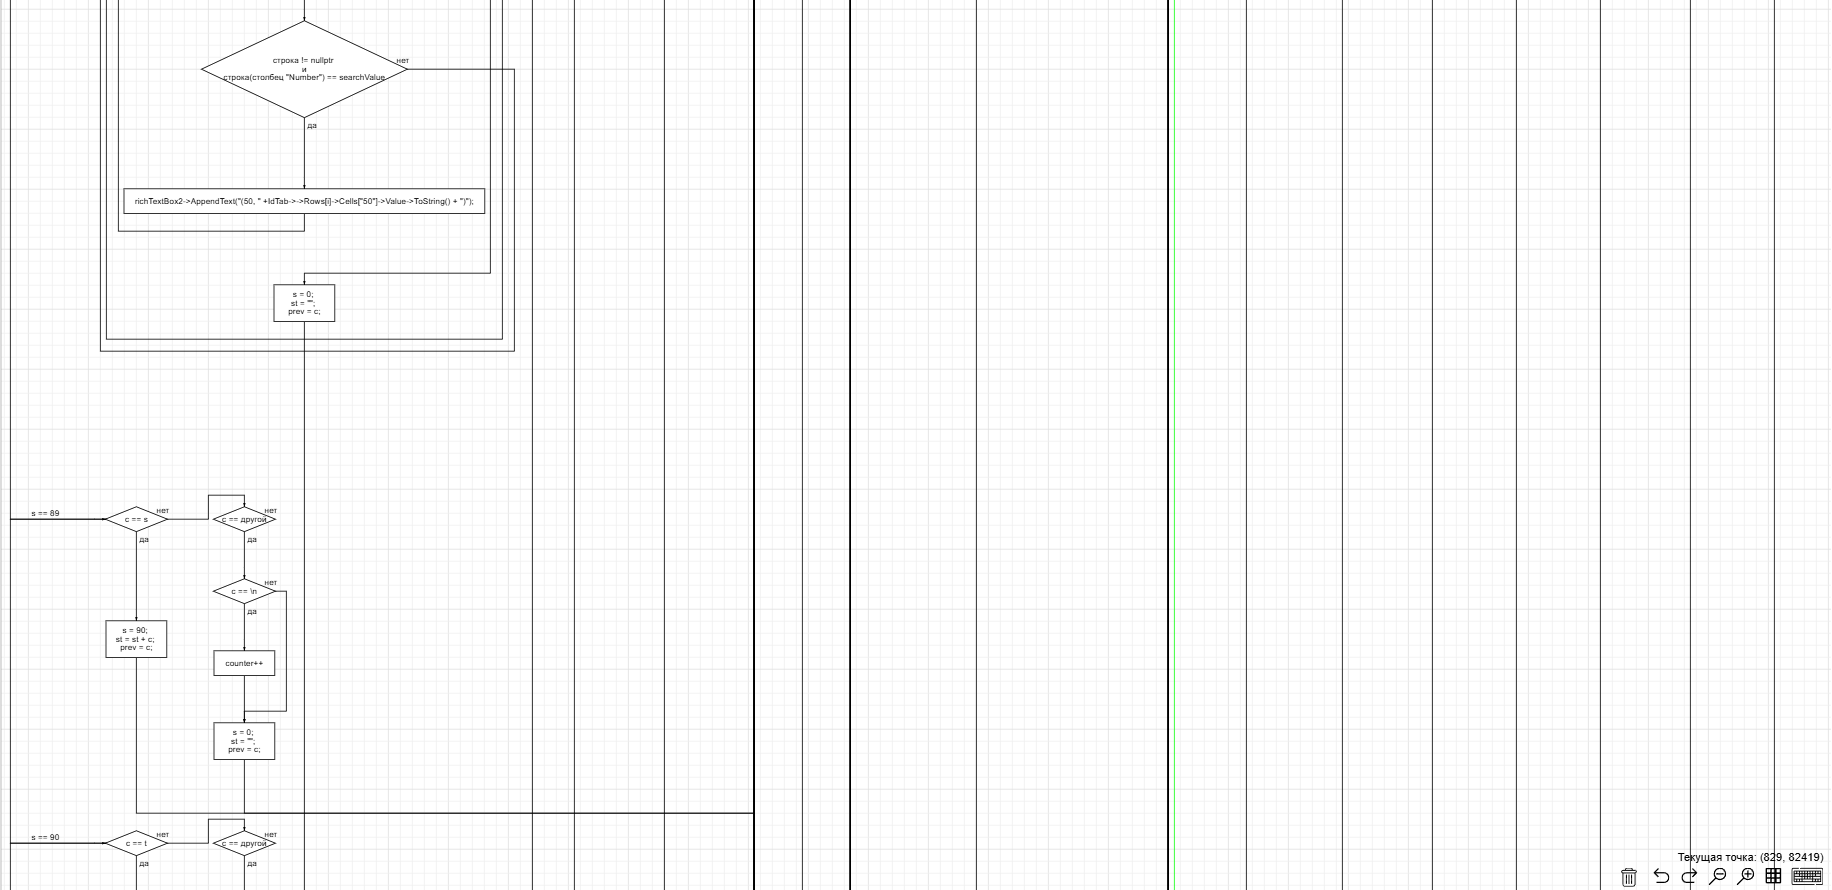 строка != nullptr
и
строка(столбец "Number") == searchValue
нет
да
richTextBox2->AppendText("(50, " +IdTab->->Rows[i]->Cells["50"]->Value->ToString() + ")");
s = 0;
st = "";
prev = c;
s == 89
c == s
нет
c == другой
нет
да
да
c == \n
нет
да
s = 90;
st = st + c;
prev = c;
counter++
s = 0;
st = "";
prev = c;
s == 90
c == t
нет
c == другой
нет
да
да
Текущая точка: (829, 82419)